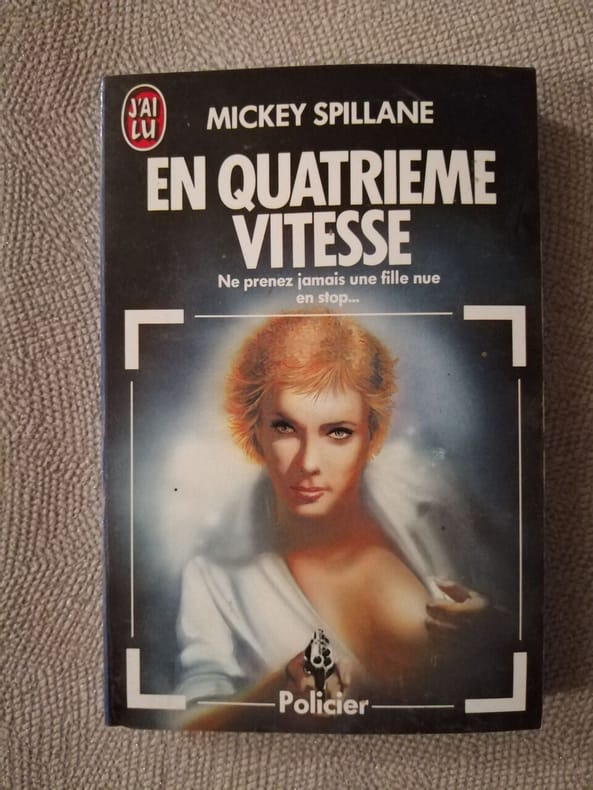 J'AI
LU
MICKEY SPILLANE
EN QUATRIEME
VITESSE
Ne prenez jamais une fille nue
en stop...
Policier